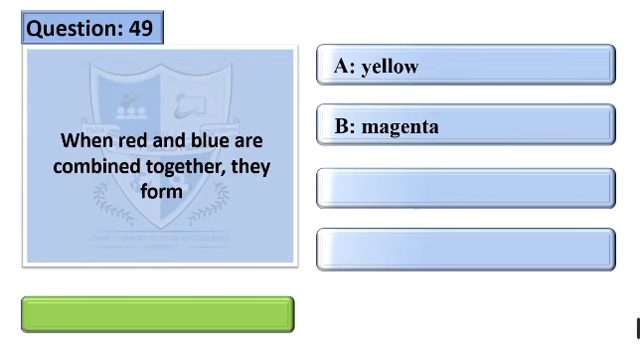 Question: 49
When red and blue are
combined together, they
form
A: yellow
B: magenta